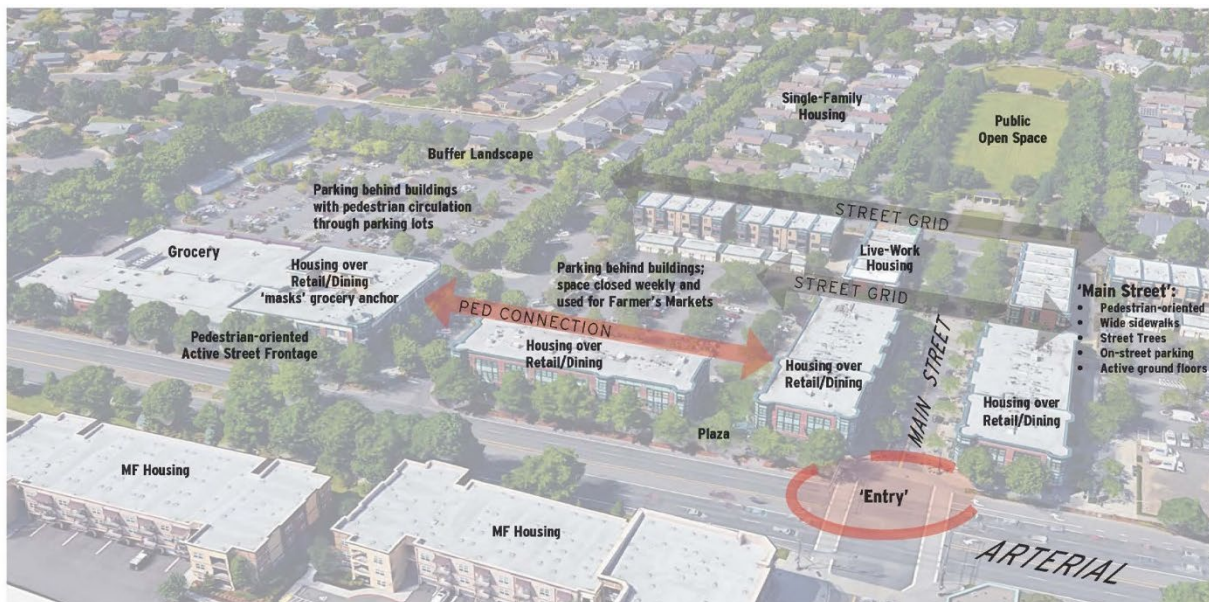 Single-Family
Housing
Public
Open Space
Buffer Landscape
Parking behind buildings
with pedestrian circulation
through parking lots
STREET GRID
Grocery
Housing over
Retail/Dining
'masks' grocery anchor
Parking behind buildings;
space closed weekly and
used for Farmer's Markets
Live-Work
Housing
STREET GRID
'Main Street':
• Pedestrian-oriented
• Wide sidewalks
• Street Trees
• On-street parking
• Active ground floors
PED CONNECTION
Pedestrian-oriented
Active Street Frontage
Housing over
Retail/Dining
Housing over
Retail/Dining
MAIN STREET
Housing over
Retail/Dining
Plaza
MF Housing
'Entry'
MF Housing
ARTERIAL